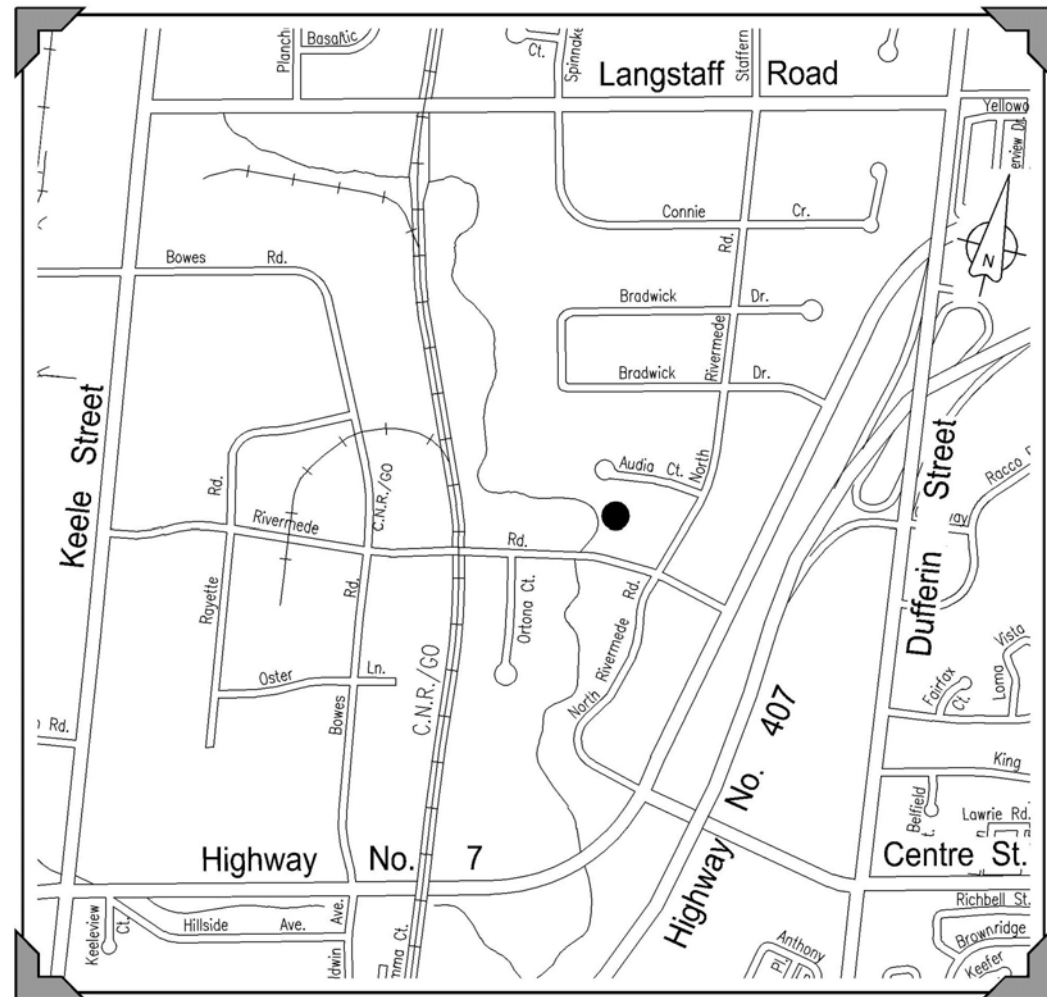 Basaltic
Ct.
Langstaff Road
Connie Cr.
Rd.
N
Bowes Rd.
Bradwick Dr.
Rivermede
Bradwick Dr.
Keele Street
Audia Ct.
North
Dufferin Street
C.N.R./GO
Rd.
Rivermede Rd.
Rayette
Rd.
Ortona Ct.
North Rivermede Rd.
Vista
Loma
Fairfax
Ct.
Oster Ln.
Bowes
C.N.R./GO
Rd.
Highway No. 407
King
Belfield
Lawrie Rd.
Highway No. 7
Centre St.
Richbell St.
Hillside Ave.
Ave.
Keeleview
Ct.
Anthony
Pl.
Brownridge
Keefer